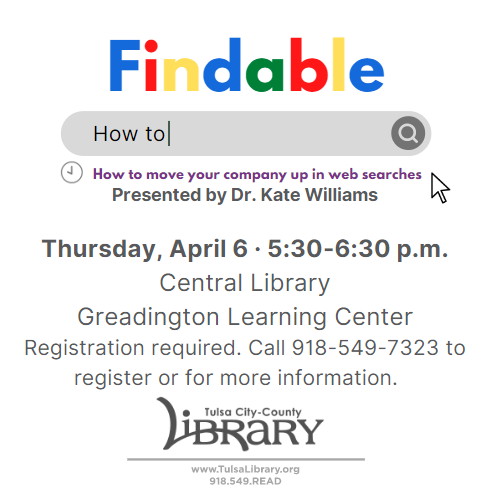 Findable
How to
How to move your company up in web searches
Presented by Dr. Kate Williams
Thursday, April 6 · 5:30-6:30 p.m.
Central Library
Greadington Learning Center
Registration required. Call 918-549-7323 to
register or for more information.
Tulsa City-County
LIBRARY
www.TulsaLibrary.org
918.549.READ